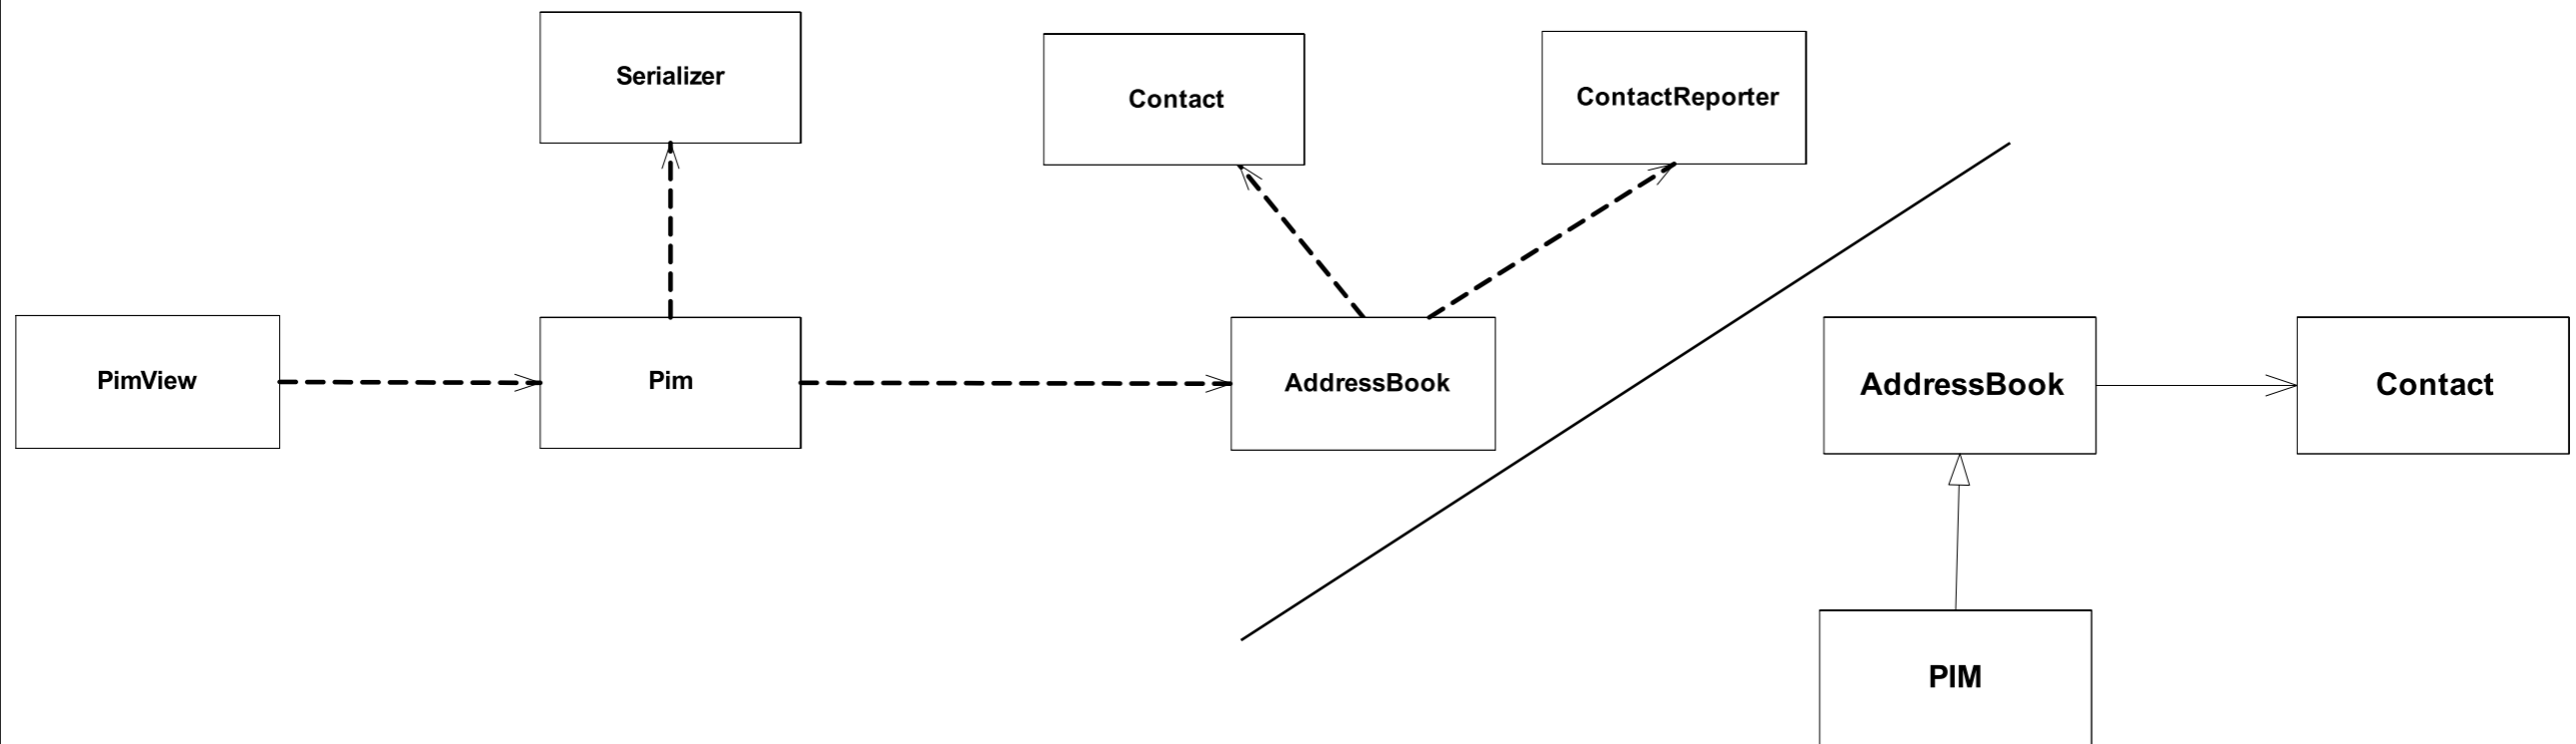 Serializer
Contact
ContactReporter
PimView
Pim
AddressBook
AddressBook
Contact
PIM